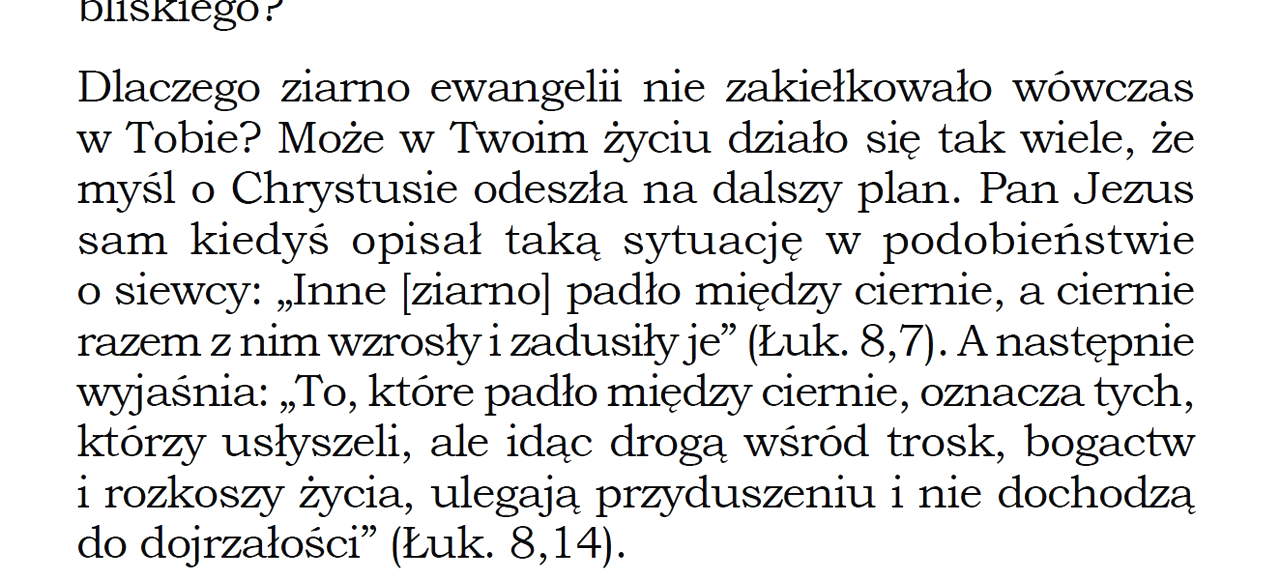 bliskiego?
Dlaczego ziarno ewangelii nie zakiełkowało wówczas
w Tobie? Może w Twoim życiu działo się tak wiele, że
myśl o Chrystusie odeszła na dalszy plan. Pan Jezus
sam kiedyś opisał taką sytuację w podobieństwie
o siewcy: „Inne [ziarno] padło między ciernie, a ciernie
razem z nim wzrosły i zadusiły je” (Łuk. 8,7). A następnie
wyjaśnia: „To, które padło między ciernie, oznacza tych,
którzy usłyszeli, ale idąc drogą wśród trosk, bogactw
i rozkoszy życia, ulegają przyduszeniu i nie dochodzą
do dojrzałości” (Łuk. 8,14).